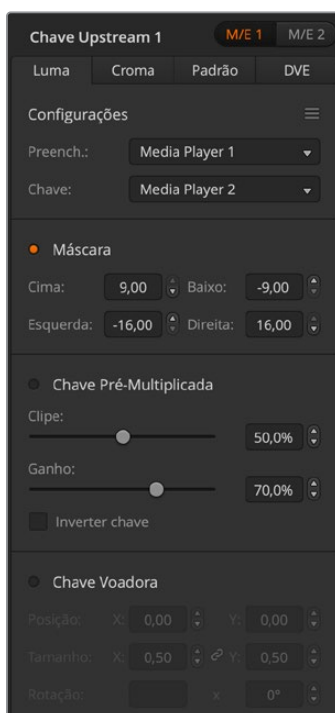 Chave Upstream 1 M/E 1 M/E 2
Luma Croma Padrão DVE
Configurações
Preench.: Media Player 1
Chave: Media Player 2
Máscara
Cima: 9,00 Baixo: -9,00
Esquerda: -16,00 Direita: 16,00
Chave Pré-Multiplicada
Clipe:
50,0%
Ganho:
70,0%
Inverter chave
Chave Voadora
Posição: X: 0,00 Y: 0,00
Tamanho: X: 0,50 Y: 0,50
Rotação: x 0°